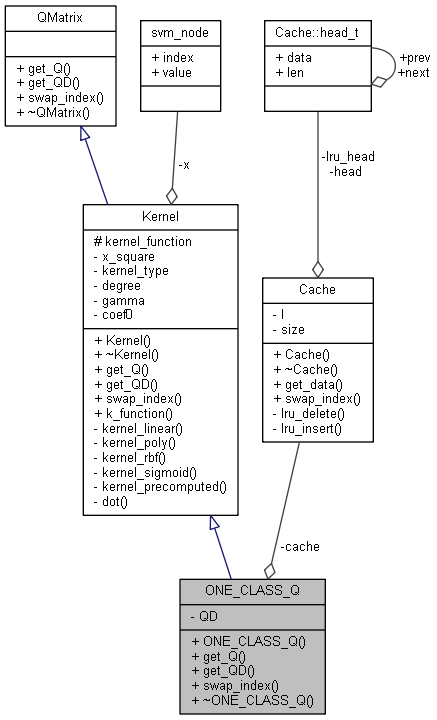 QMatrix
+ get_Q()
+ get_QD()
+ swap_index()
+ ~QMatrix()
svm_node
+ index
+ value
Cache::head_t
+ data
+ len
+prev
+next
-x
-lru_head
-head
Kernel
# kernel_function
- x_square
- kernel_type
- degree
- gamma
- coef0
+ Kernel()
+ ~Kernel()
+ get_Q()
+ get_QD()
+ swap_index()
+ k_function()
- kernel_linear()
- kernel_poly()
- kernel_rbf()
- kernel_sigmoid()
- kernel_precomputed()
- dot()
Cache
- l
- size
+ Cache()
+ ~Cache()
+ get_data()
+ swap_index()
- lru_delete()
- lru_insert()
-cache
ONE_CLASS_Q
- QD
+ ONE_CLASS_Q()
+ get_Q()
+ get_QD()
+ swap_index()
+ ~ONE_CLASS_Q()